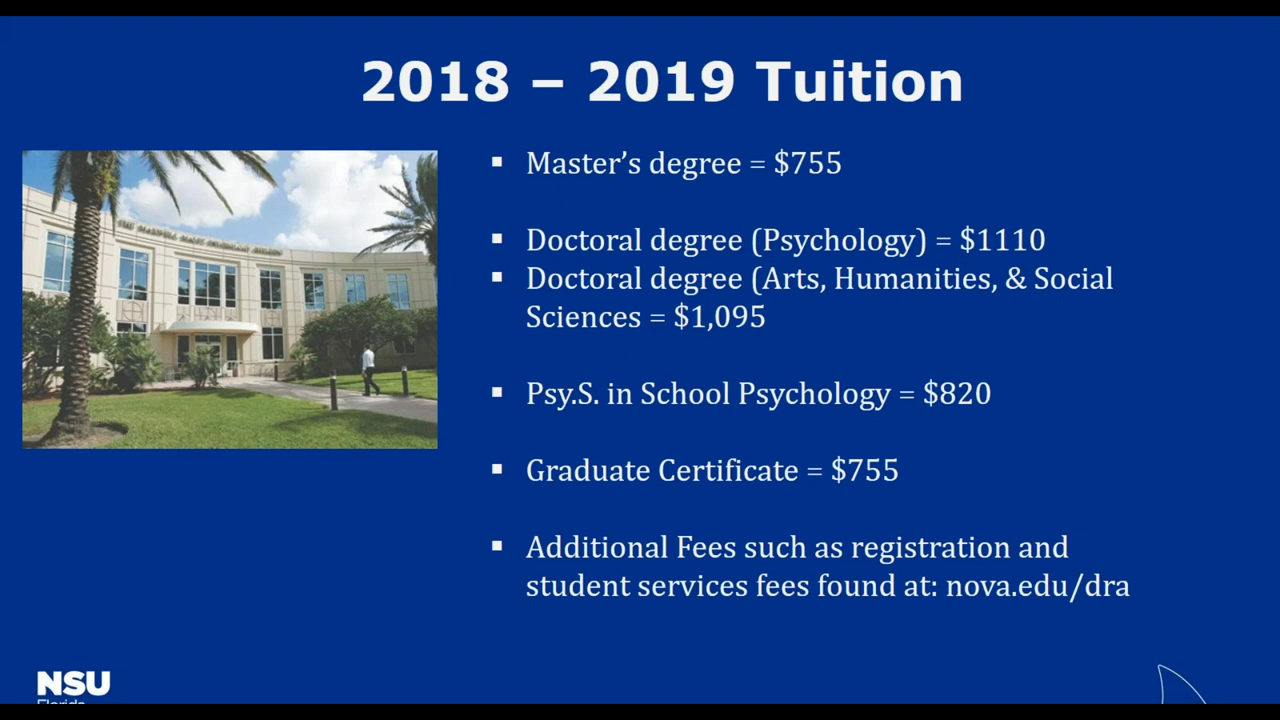 2018 – 2019 Tuition
▪ Master’s degree = $755
▪ Doctoral degree (Psychology) = $1110
▪ Doctoral degree (Arts, Humanities, & Social
Sciences = $1,095
▪ Psy.S. in School Psychology = $820
▪ Graduate Certificate = $755
▪ Additional Fees such as registration and
student services fees found at: nova.edu/dra
NSU
Florida